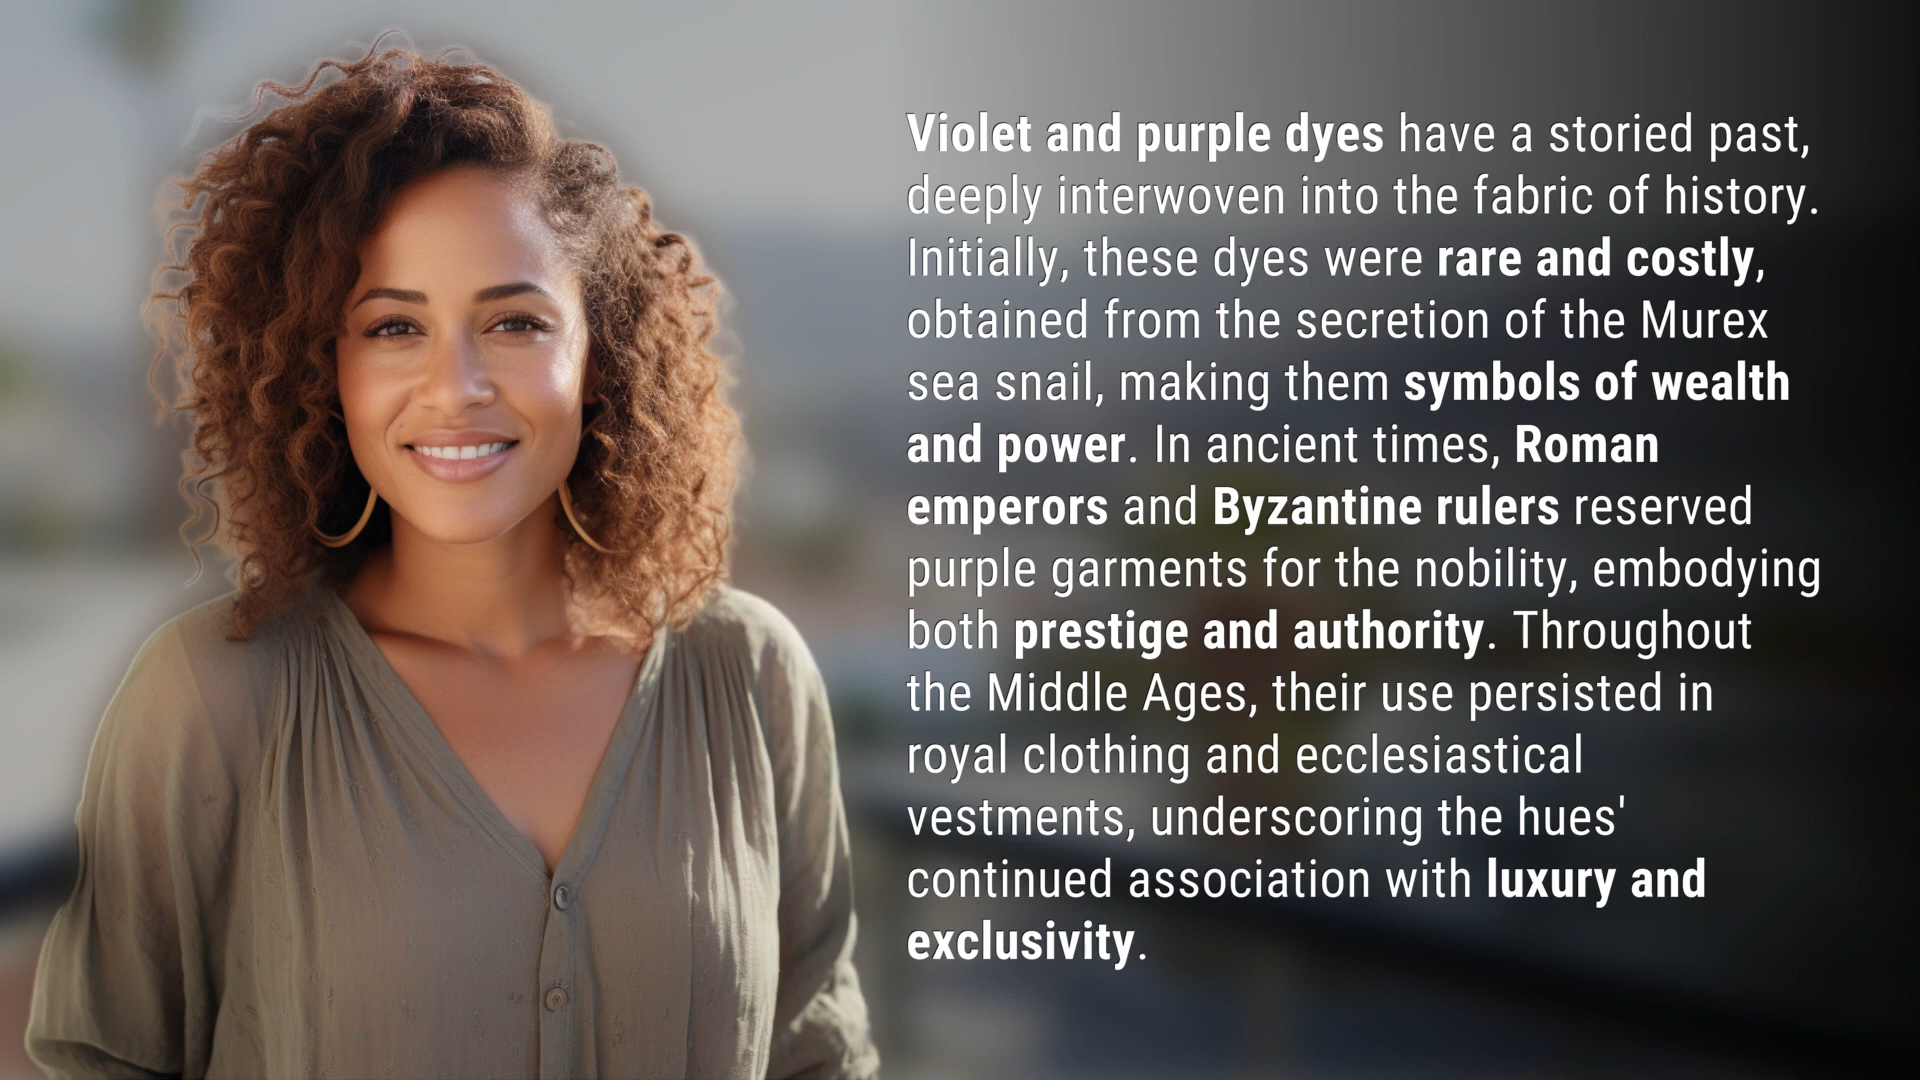 Violet and purple dyes have a storied past,
deeply interwoven into the fabric of history.
Initially, these dyes were rare and costly,
obtained from the secretion of the Murex
sea snail, making them symbols of wealth
and power. In ancient times, Roman
emperors and Byzantine rulers reserved
purple garments for the nobility, embodying
both prestige and authority. Throughout
the Middle Ages, their use persisted in
royal clothing and ecclesiastical
vestments, underscoring the hues'
continued association with luxury and
exclusivity.